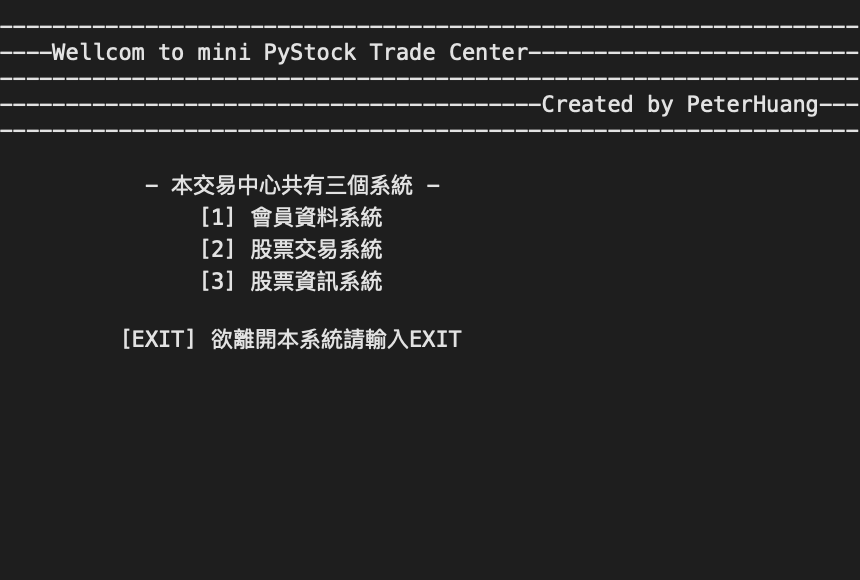 -----------------------------------------------------------------
----Wellcom to mini PyStock Trade Center-------------------------
-----------------------------------------------------------------
-----------------------------------------Created by PeterHuang---
-----------------------------------------------------------------
- 本交易中心共有三個系統 -
[1] 會員資料系統
[2] 股票交易系統
[3] 股票資訊系統
[EXIT] 欲離開本系統請輸入EXIT